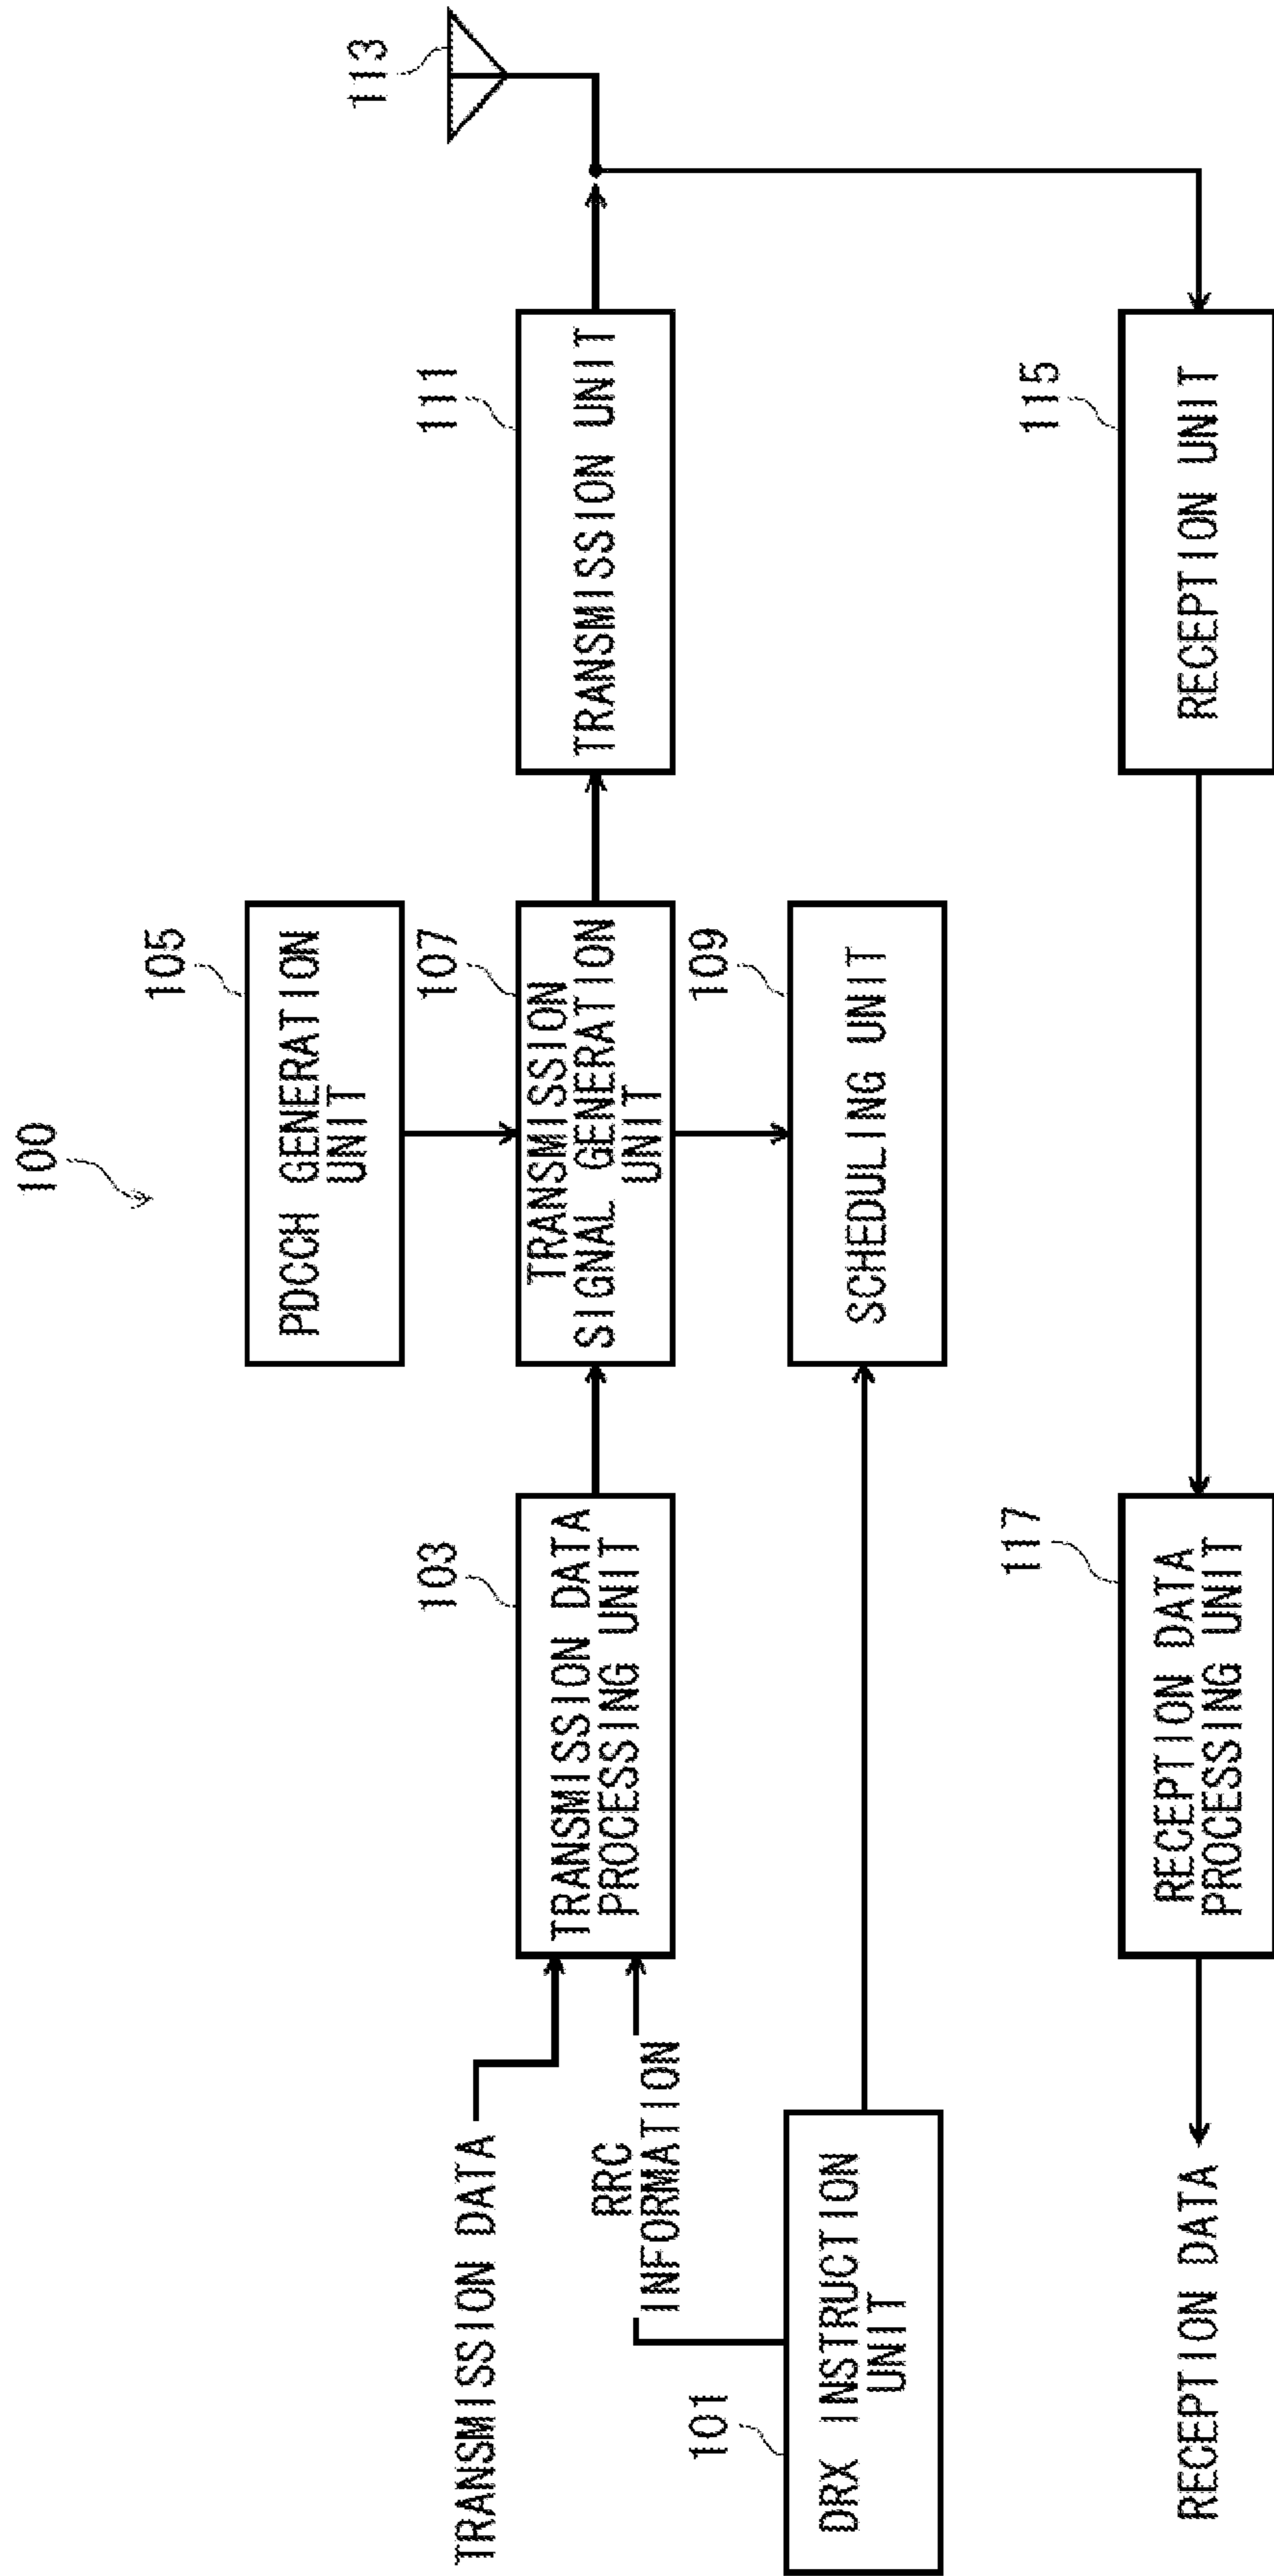 100
113
105
PDCCH GENERATION
UNIT
TRANSMISSION DATA
103
TRANSMISSION DATA
PROCESSING UNIT
107
TRANSMISSION
SIGNAL GENERATION
UNIT
111
TRANSMISSION UNIT
RRC
INFORMATION
101
DRX INSTRUCTION
UNIT
109
SCHEDULING UNIT
RECEPTION DATA
117
RECEPTION DATA
PROCESSING UNIT
115
RECEPTION UNIT